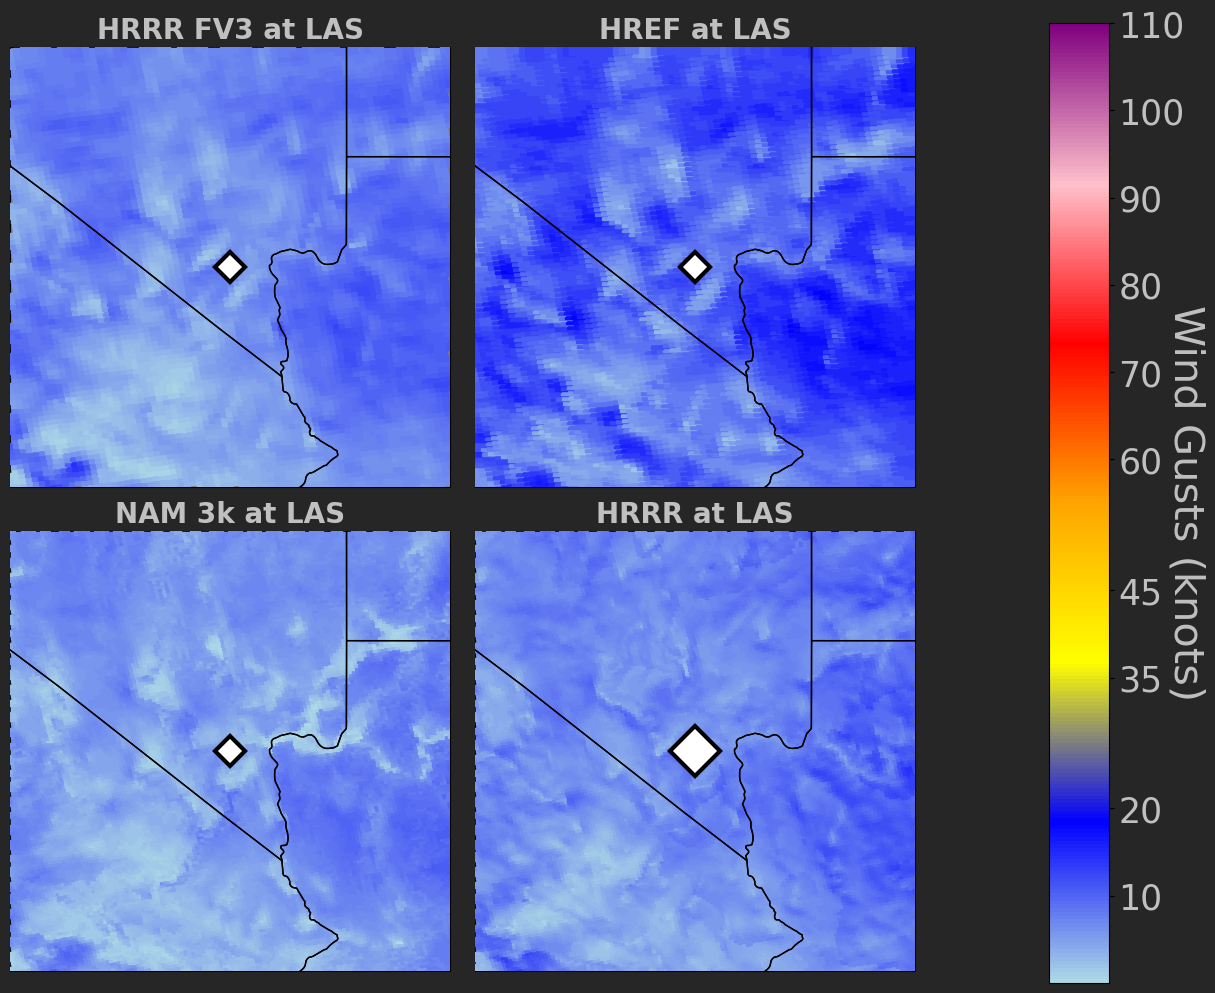 HRRR FV3 at LAS
HREF at LAS
NAM 3k at LAS
HRRR at LAS
110
100
90
80
70
60
45
35
20
10
Wind Gusts (knots)